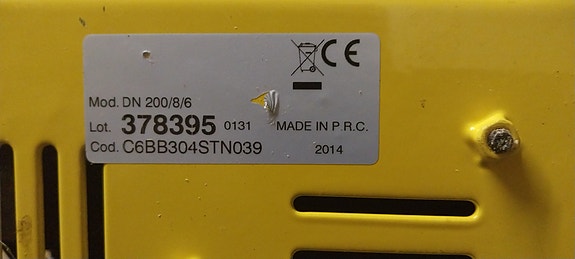 CE
Mod. DN 200/8/6
Lot. 378395 0131 MADE IN P.R.C.
Cod. C6BB304STN039 2014